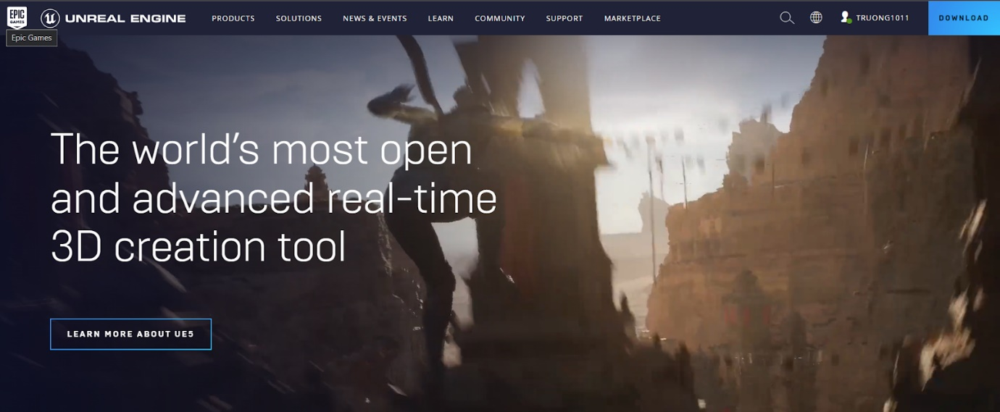 EPIC
GAMES
UNREAL ENGINE
PRODUCTS
SOLUTIONS
NEWS & EVENTS
LEARN
COMMUNITY
SUPPORT
MARKETPLACE
TRUONG1011
DOWNLOAD
Epic Games
The world's most open
and advanced real-time
3D creation tool
LEARN MORE ABOUT UE5